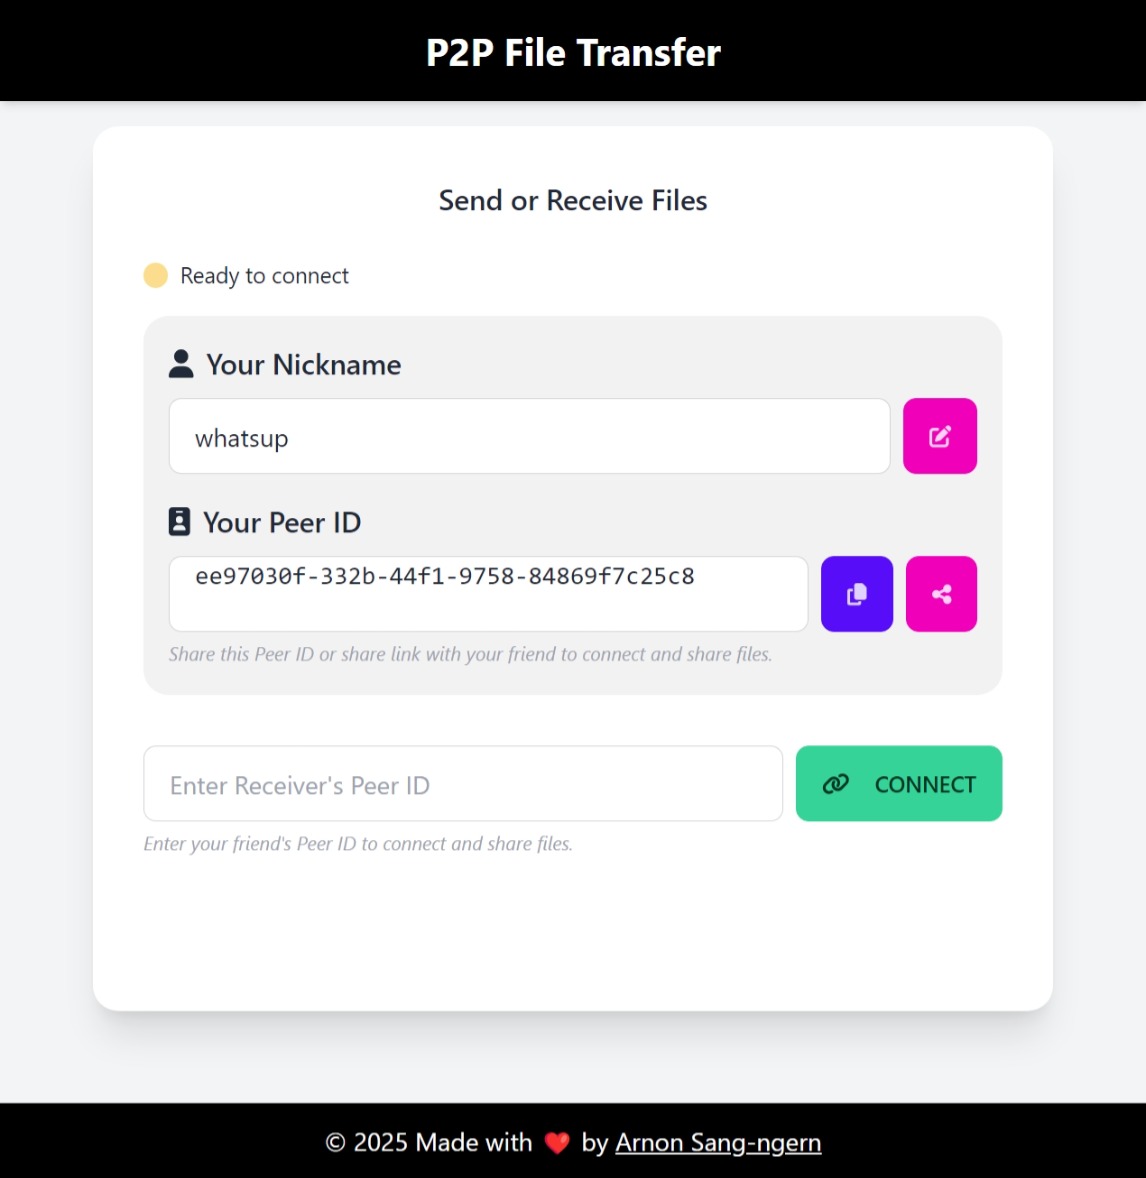 P2P File Transfer
Send or Receive Files
Ready to connect
Your Nickname
whatsup
Your Peer ID
ee97030f-332b-44f1-9758-84869f7c25c8
Share this Peer ID or share link with your friend to connect and share files.
Enter Receiver's Peer ID
CONNECT
Enter your friend's Peer ID to connect and share files.
© 2025 Made with ❤️ by Arnon Sang-ngern